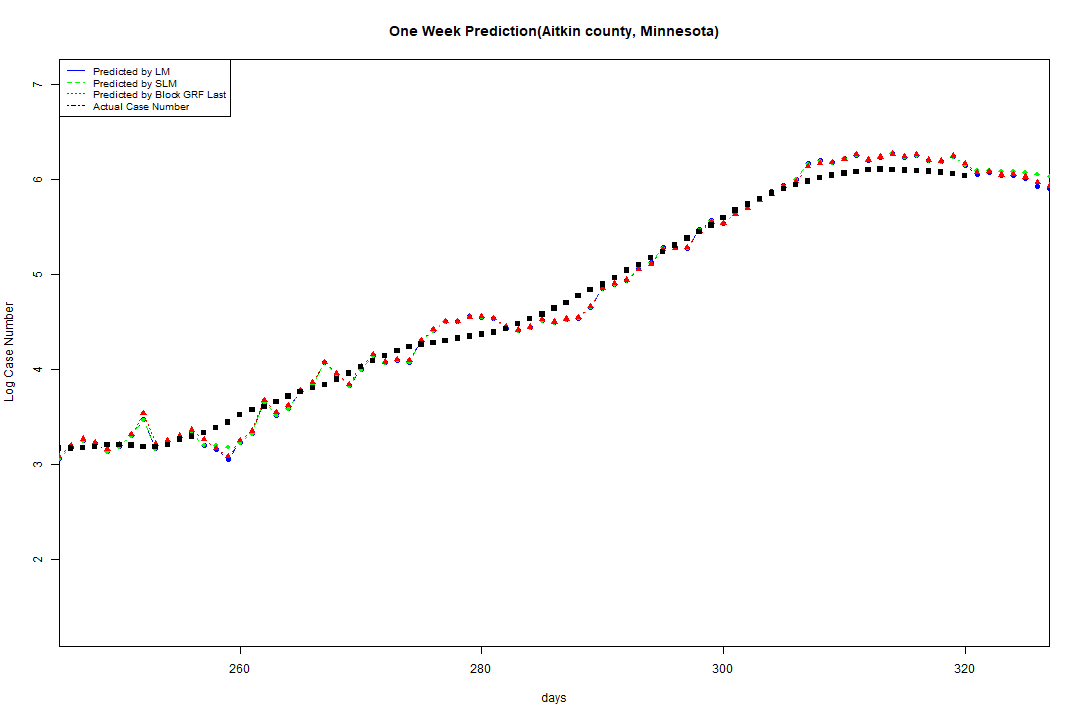 One Week Prediction(Aitkin county, Minnesota)
Predicted by LM
Predicted by SLM
Predicted by Block GRF Last
Actual Case Number
7
6
5
4
3
2
Log Case Number
260 280 300 320
days